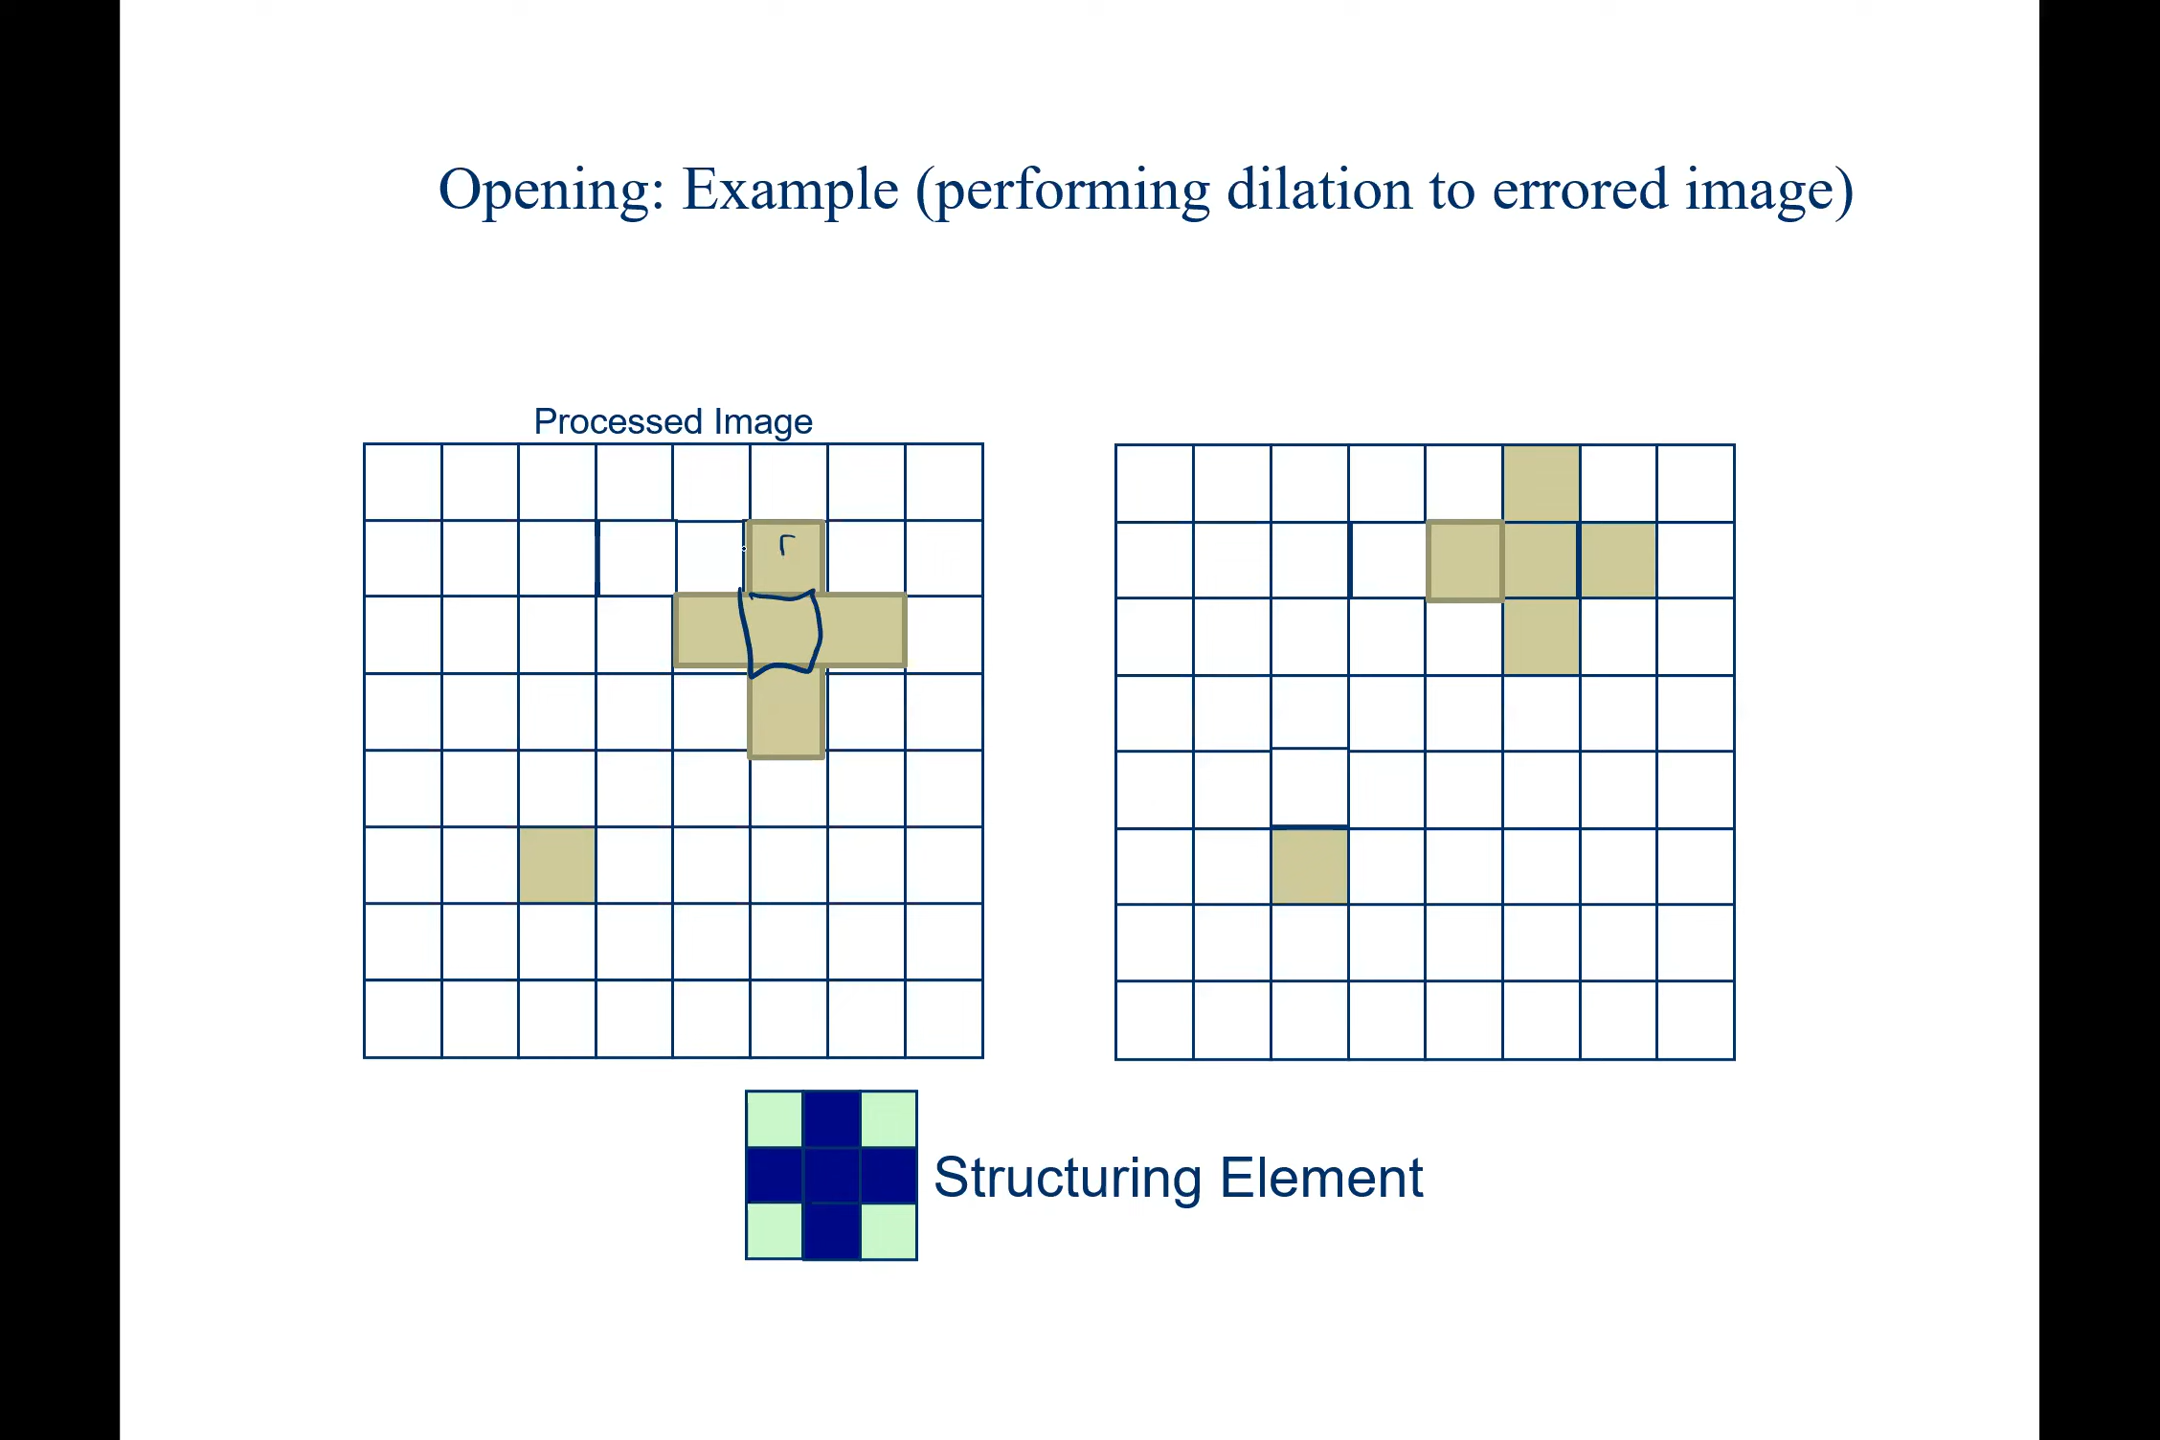 Opening: Example (performing dilation to errored image)
Processed Image
Structuring Element